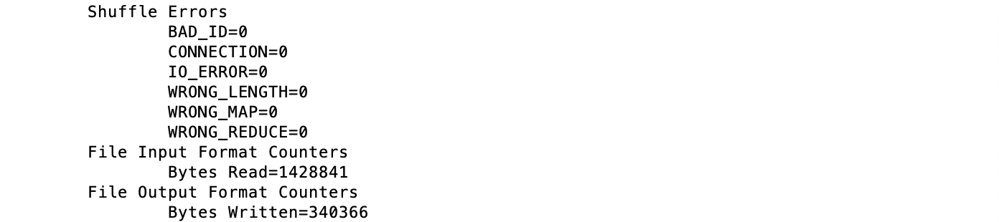 Shuffle Errors
BAD_ID=0
CONNECTION=0
IO_ERROR=0
WRONG_LENGTH=0
WRONG_MAP=0
WRONG_REDUCE=0
File Input Format Counters
Bytes Read=1428841
File Output Format Counters
Bytes Written=340366